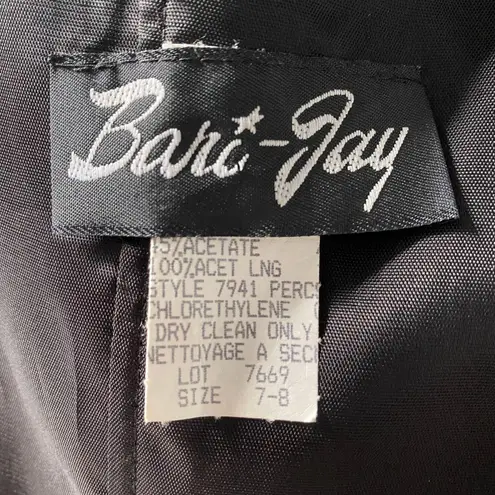 Bari-Jay
5%ACETATE
100%ACET LNG
STYLE 7941 PERC
CHLORETHYLENE
DRY CLEAN ONLY
NETTOYAGE A SEC
LOT 7669
SIZE 7-8